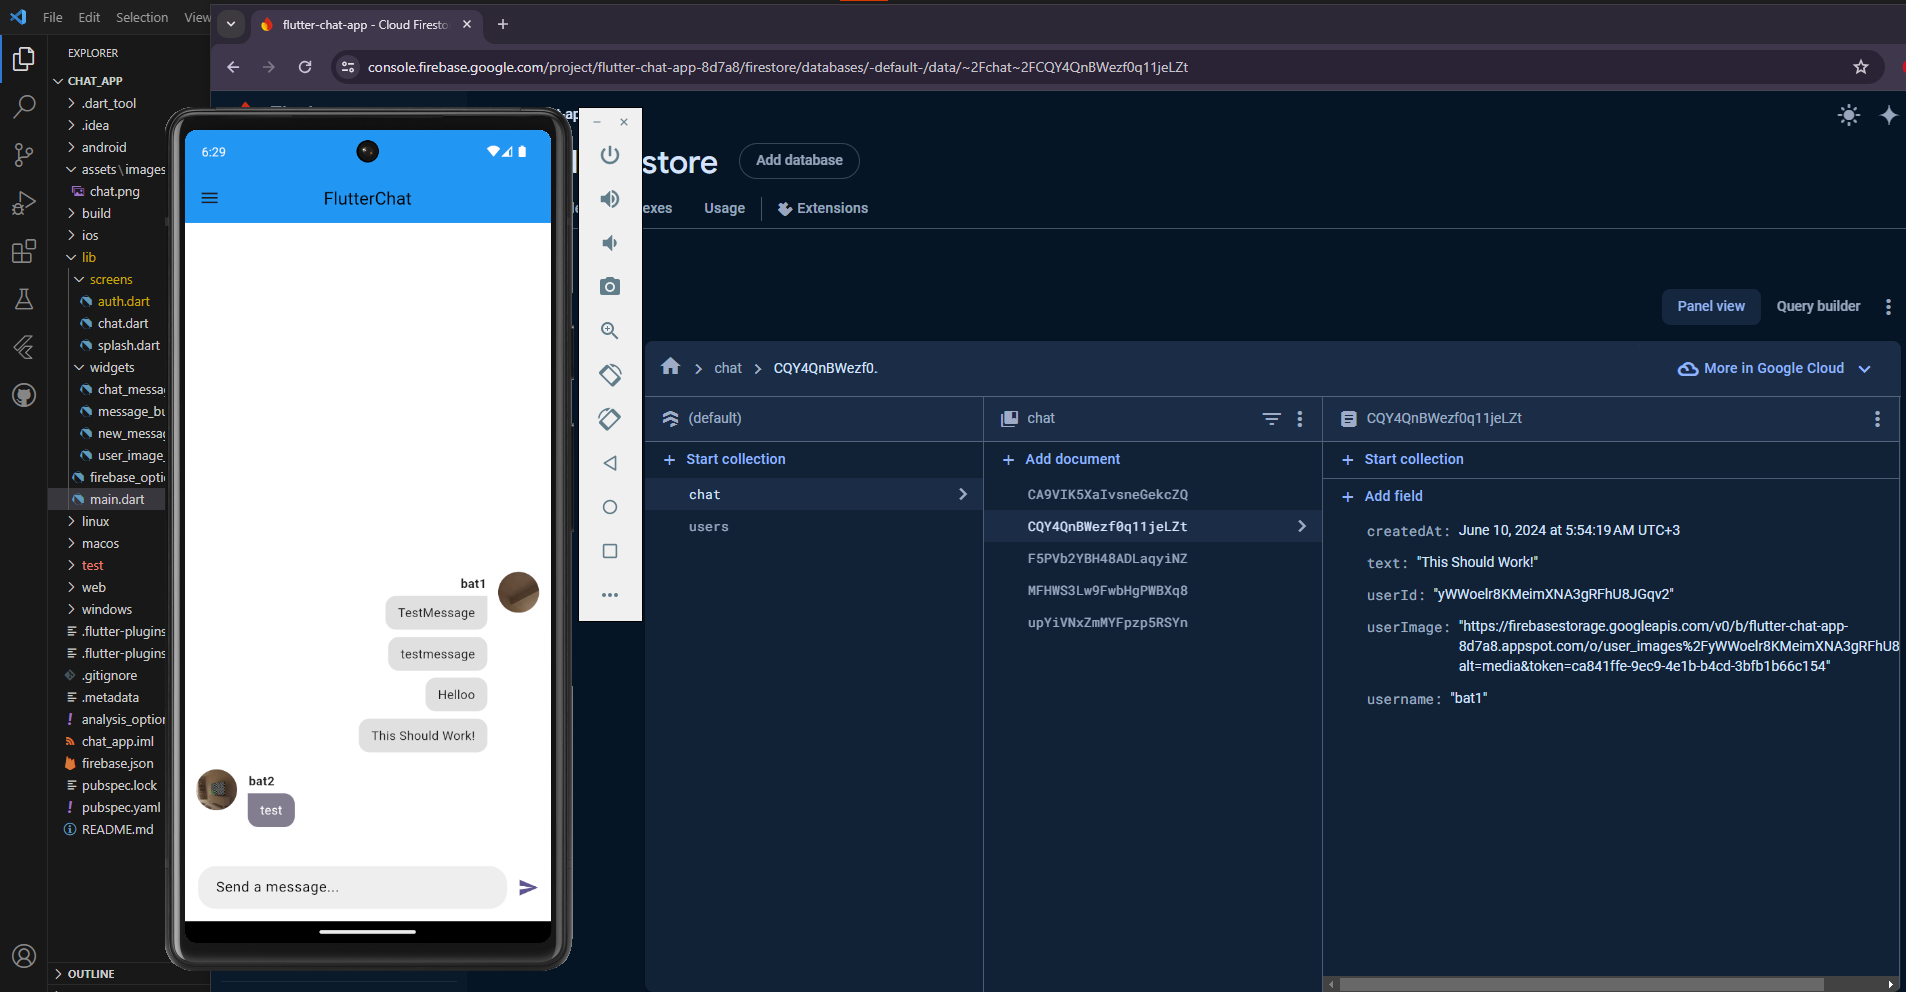 File Edit Selection View
EXPLORER
CHAT_APP
.dart_tool
.idea
android
assets\images
chat.png
build
ios
lib
screens
auth.dart
chat.dart
splash.dart
widgets
chat_messa
message_bu
new_messa
user_image_
firebase_opti
main.dart
linux
macos
test
web
windows
.flutter-plugins
.flutter-plugins
.gitignore
.metadata
analysis_option
chat_app.iml
firebase.json
pubspec.lock
pubspec.yaml
README.md
OUTLINE
flutter-chat-app - Cloud Firesto
console.firebase.google.com/project/flutter-chat-app-8d7a8/firestore/databases/-default-/data/~2Fchat~2FCQY4QnBWezf0q11jeLZt
store
Add database
exes Usage Extensions
Panel view Query builder
chat CQY4QnBWezf0.
More in Google Cloud
(default)
Start collection
chat
users
chat
Add document
CA9VIK5XaIvsneGekcZQ
CQY4QnBWezf0q11jeLZt
F5PVb2YBH48ADLaqyiNZ
MFHWS3Lw9FwbHgPWBXq8
upYiVNxZmMYFpzp5RSYn
CQY4QnBWezf0q11jeLZt
Start collection
Add field
createdAt: June 10, 2024 at 5:54:19 AM UTC+3
text: "This Should Work!"
userId: "yWWoelr8KMeimXNA3gRFhU8JGqv2"
userImage: "https://firebasestorage.googleapis.com/v0/b/flutter-chat-app-
8d7a8.appspot.com/o/user_images%2FyWWoelr8KMeimXNA3gRFhU8
alt=media&token=ca841ffe-9ec9-4e1b-b4cd-3bfb1b66c154"
username: "bat1"
6:29
FlutterChat
bat1
TestMessage
testmessage
Helloo
This Should Work!
bat2
test
Send a message...